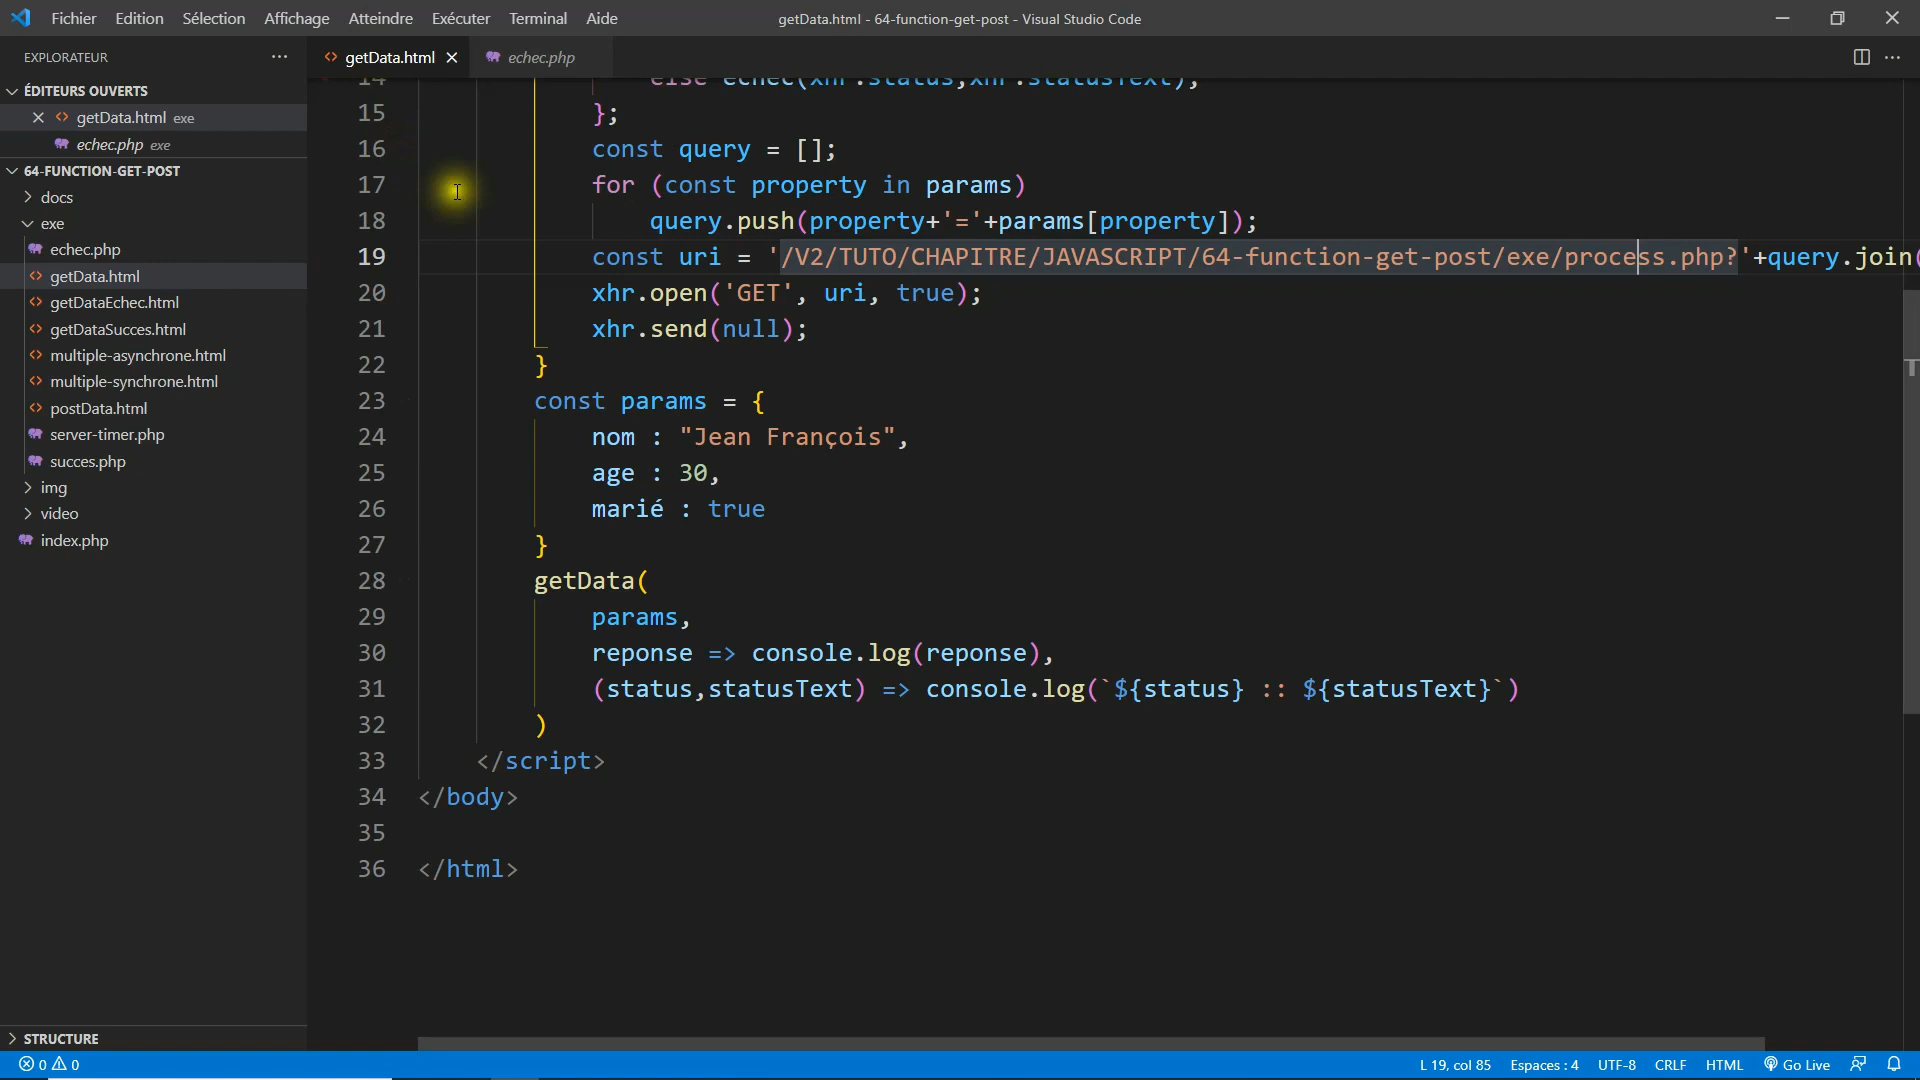 Fichier Edition Sélection Affichage Atteindre Exécuter Terminal Aide
getData.html - 64-function-get-post - Visual Studio Code
EXPLORATEUR
getData.html
echec.php
ÉDITEURS OUVERTS
getData.html exe
echec.php exe
64-FUNCTION-GET-POST
docs
exe
echec.php
getData.html
getDataEchec.html
getDataSucces.html
multiple-asynchrone.html
multiple-synchrone.html
postData.html
server-timer.php
succes.php
img
video
index.php
STRUCTURE
14 else echec(xhr.status,xhr.statusText);
15 };
16 const query = [];
17 for (const property in params)
18 query.push(property+'='+params[property]);
19 const uri = '/V2/TUTO/CHAPITRE/JAVASCRIPT/64-function-get-post/exe/process.php?'+query.join(
20 xhr.open('GET', uri, true);
21 xhr.send(null);
22 }
23 const params = {
24 nom : "Jean François",
25 age : 30,
26 marié : true
27 }
28 getData(
29 params,
30 reponse => console.log(reponse),
31 (status,statusText) => console.log(`${status} :: ${statusText}`)
32 )
33 </script>
34 </body>
35
36 </html>
0 0
L 19, col 85 Espaces : 4 UTF-8 CRLF HTML Go Live